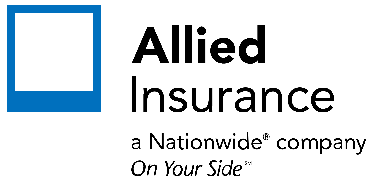 Allied
Insurance
a Nationwide® company
On Your Side℠